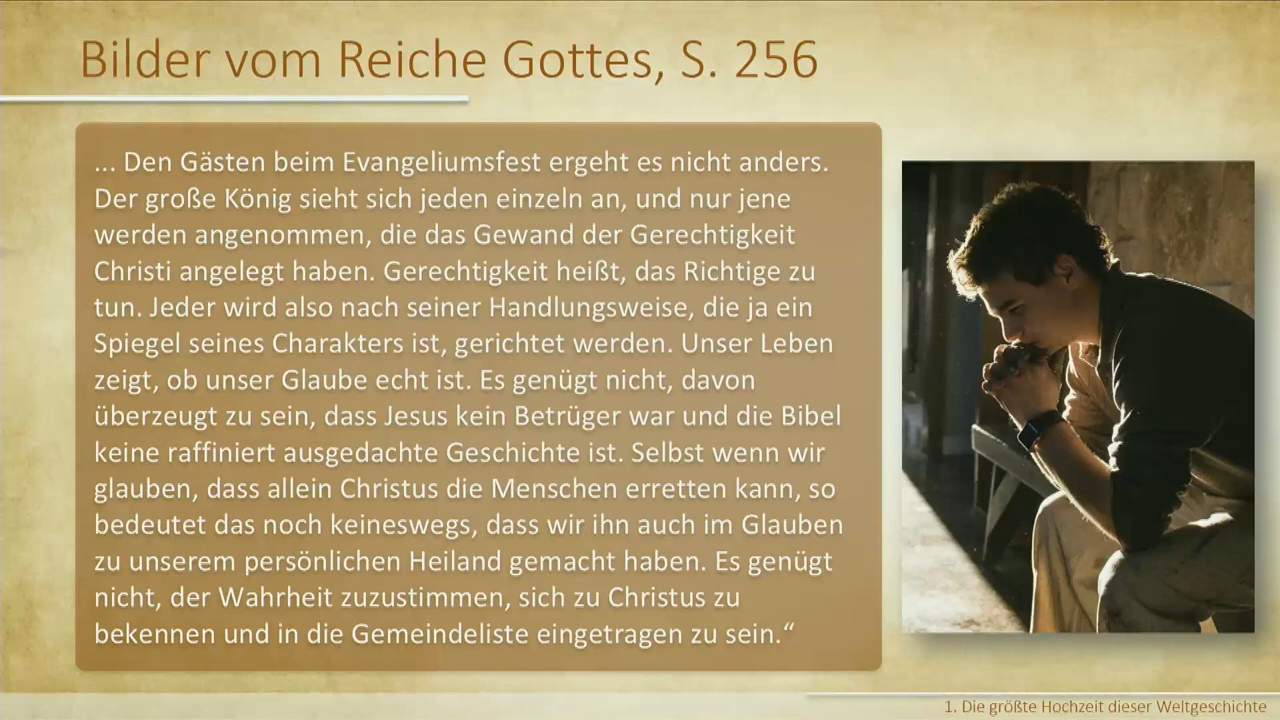 Bilder vom Reiche Gottes, S. 256
... Den Gästen beim Evangeliumsfest ergeht es nicht anders.
Der große König sieht sich jeden einzeln an, und nur jene
werden angenommen, die das Gewand der Gerechtigkeit
Christi angelegt haben. Gerechtigkeit heißt, das Richtige zu
tun. Jeder wird also nach seiner Handlungsweise, die ja ein
Spiegel seines Charakters ist, gerichtet werden. Unser Leben
zeigt, ob unser Glaube echt ist. Es genügt nicht, davon
überzeugt zu sein, dass Jesus kein Betrüger war und die Bibel
keine raffiniert ausgedachte Geschichte ist. Selbst wenn wir
glauben, dass allein Christus die Menschen erretten kann, so
bedeutet das noch keineswegs, dass wir ihn auch im Glauben
zu unserem persönlichen Heiland gemacht haben. Es genügt
nicht, der Wahrheit zuzustimmen, sich zu Christus zu
bekennen und in die Gemeindeliste eingetragen zu sein.“
1. Die größte Hochzeit dieser Weltgeschichte